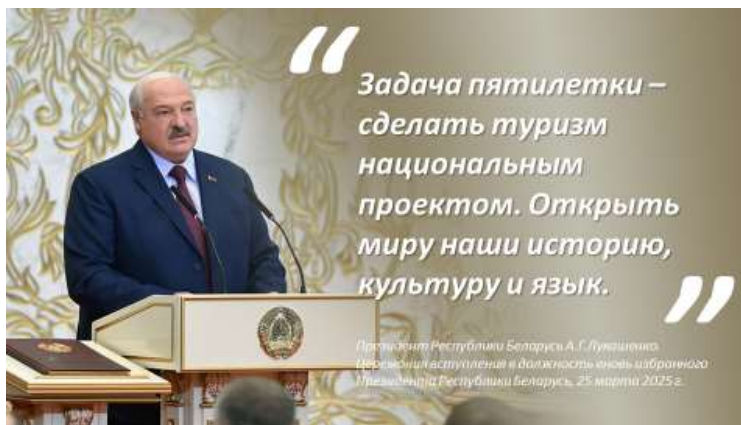 “
Задача пятилетки –
сделать туризм
национальным
проектом. Открыть
миру наши историю,
культуру и язык.
”
Президент Республики Беларусь А.Г.Лукашенко.
Церемония вступления в должность вновь избранного
Президента Республики Беларусь, 25 марта 2025 г.